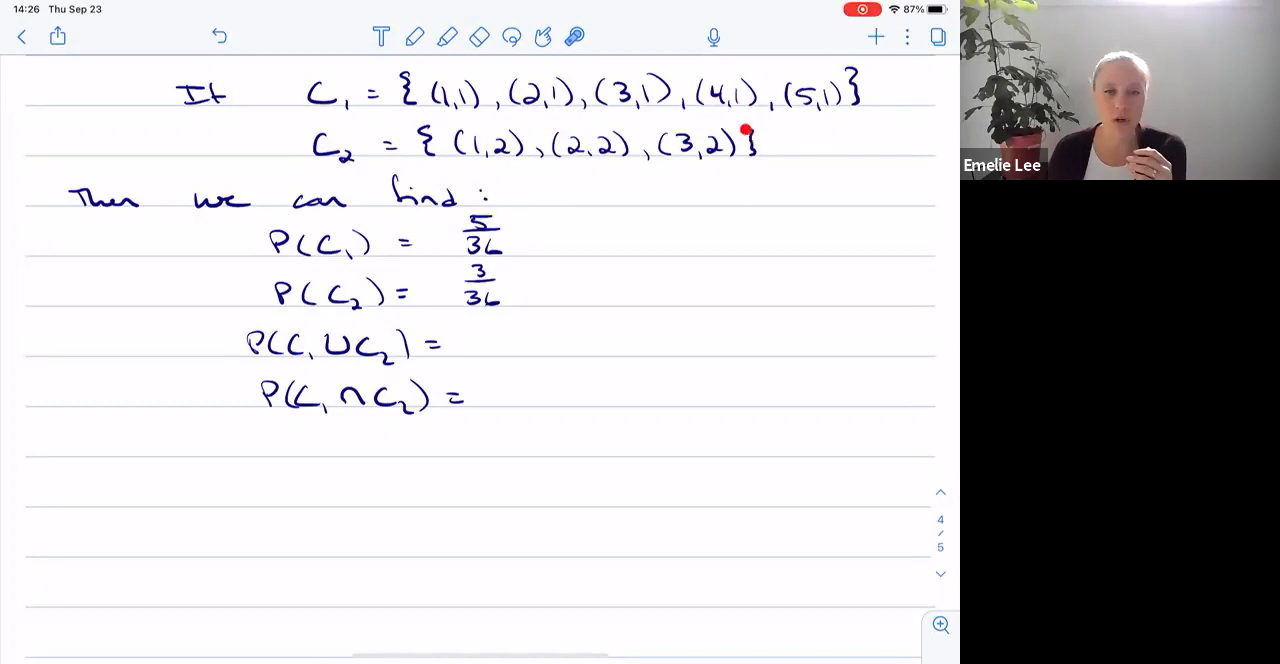 14:26 Thu Sep 23
87%
T
If C₁ = { (1,1), (2,1), (3,1), (4,1), (5,1)}
C₂ = { (1,2), (2,2), (3,2)}
Then we can find :
P(C₁) = 5/36
P(C₂) = 3/36
P(C₁ ∪ C₂) =
P(C₁ ∩ C₂) =
4/5
Emelie Lee